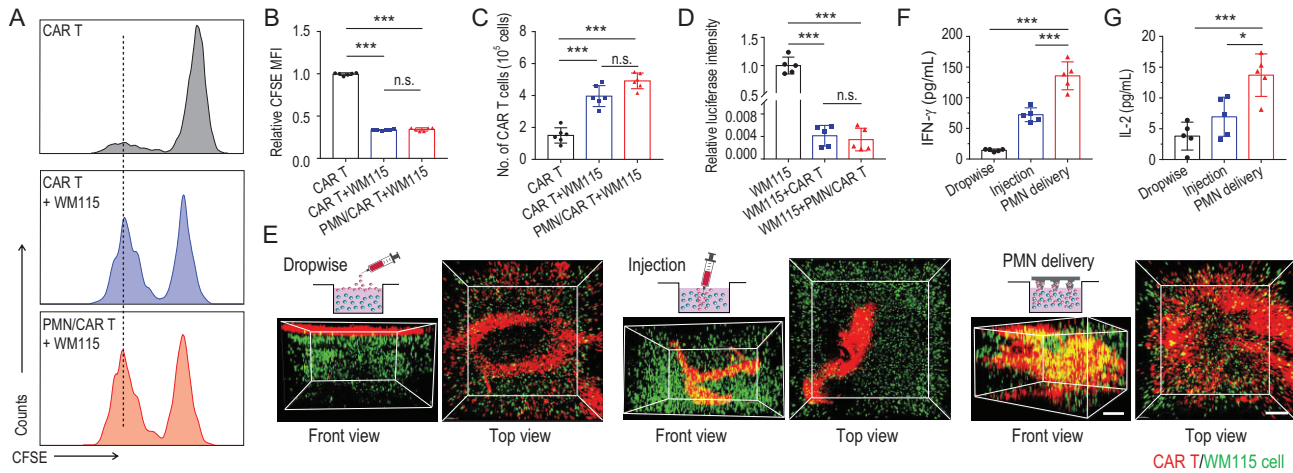 A
CAR T
CAR T
+ WM115
PMN/CAR T
+ WM115
Counts
CFSE
B
Relative CFSE MFI
1.5
1.0
0.5
0.0
***
***
n.s.
CAR T
CAR T+WM115
PMN/CAR T+WM115
C
No. of CAR T cells (10⁵ cells)
8
6
4
2
0
***
***
n.s.
CAR T
CAR T+WM115
PMN/CAR T+WM115
D
Relative luciferase intensity
1.5
1.0
0.5
0.008
0.004
0.000
***
***
n.s.
WM115
WM115+CAR T
WM115+PMN/CAR T
F
IFN-γ (pg/mL)
200
150
100
50
0
***
***
Dropwise
Injection
PMN delivery
G
IL-2 (pg/mL)
20
15
10
5
0
***
*
Dropwise
Injection
PMN delivery
E
Dropwise
Front view
Top view
Injection
Front view
Top view
PMN delivery
Front view
Top view
CAR T/WM115 cell